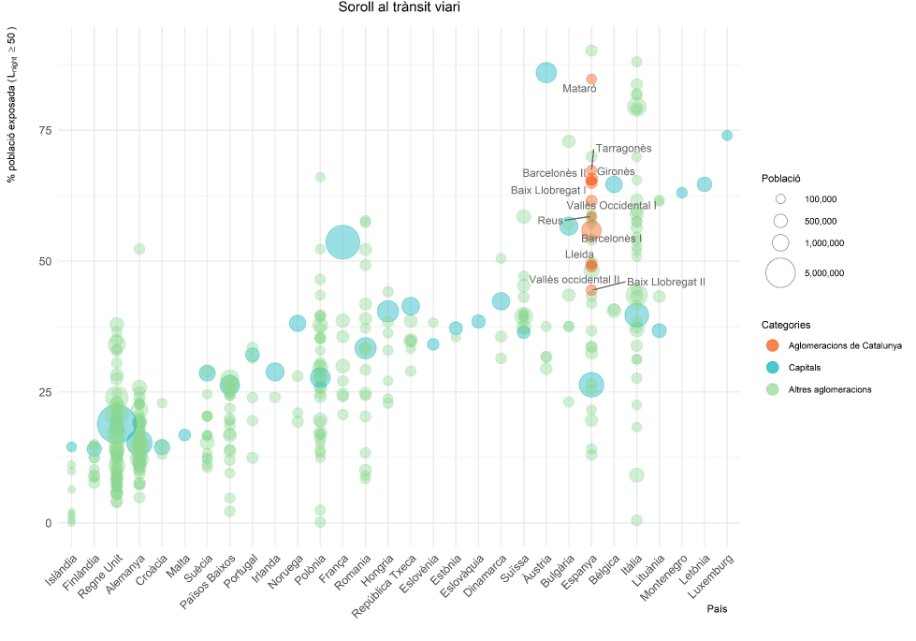 Soroll al trànsit viari
% població exposada ( Lnight ≥ 50 )
75
50
25
0
Mataró
Tarragonès
Barcelonès II
Gironès
Baix Llobregat I
Vallès Occidental I
Reus
Barcelonès I
Lleida
Vallès occidental II
Baix Llobregat II
Islàndia
Finlàndia
Regne Unit
Alemanya
Croàcia
Malta
Suècia
Països Baixos
Portugal
Irlanda
Noruega
Polònia
França
Romania
Hongria
República Txeca
Eslovènia
Estònia
Eslovàquia
Dinamarca
Suïssa
Àustria
Bulgària
Espanya
Bèlgica
Itàlia
Lituània
Montenegro
Letònia
Luxemburg
País
Població
100,000
500,000
1,000,000
5,000,000
Categories
Aglomeracions de Catalunya
Capitals
Altres aglomeracions